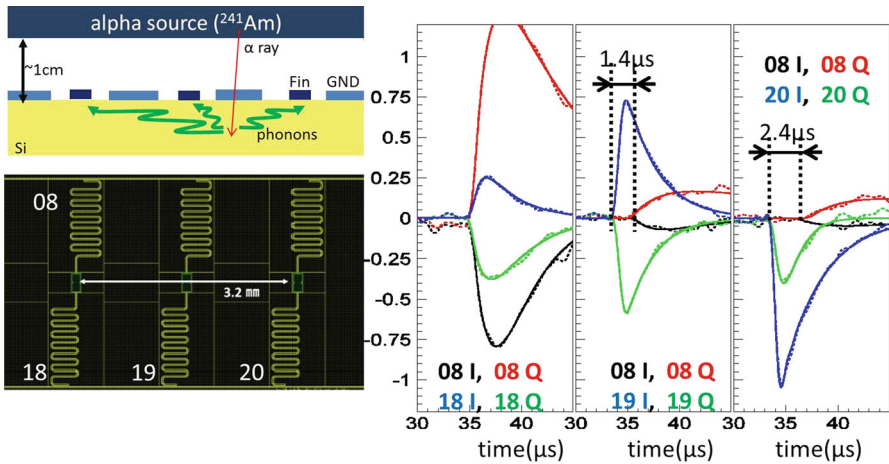 alpha source (²⁴¹Am)
α ray
~1cm
Fin
GND
phonons
Si
08
3.2 mm
18
19
20
1
0.75
0.5
0.25
0
-0.25
-0.5
-0.75
-1
1.4μs
08 I, 08 Q
20 I, 20 Q
2.4μs
08 I, 08 Q
18 I, 18 Q
08 I, 08 Q
19 I, 19 Q
30 35 40 30 35 40 30 35 40
time(μs) time(μs) time(μs)